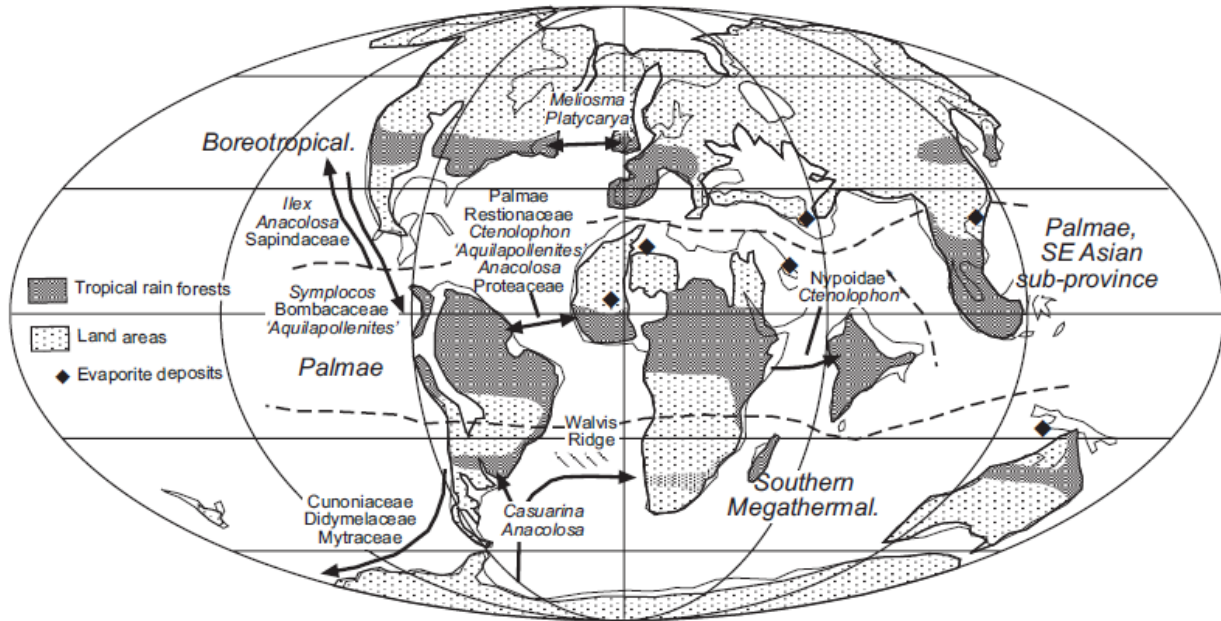 Meliosma
Platycarya
Boreotropical.
Ilex
Anacolosa
Sapindaceae
Palmae
Restionaceae
Ctenolophon
'Aquilapollenites'
Anacolosa
Proteaceae
Palmae,
SE Asian
sub-province
Nypoidae
Ctenolophon
Tropical rain forests
Land areas
Evaporite deposits
Symplocos
Bombacaceae
'Aquilapollenites'
Palmae
Walvis
Ridge
Southern
Megathermal.
Cunoniaceae
Didymelaceae
Mytraceae
Casuarina
Anacolosa